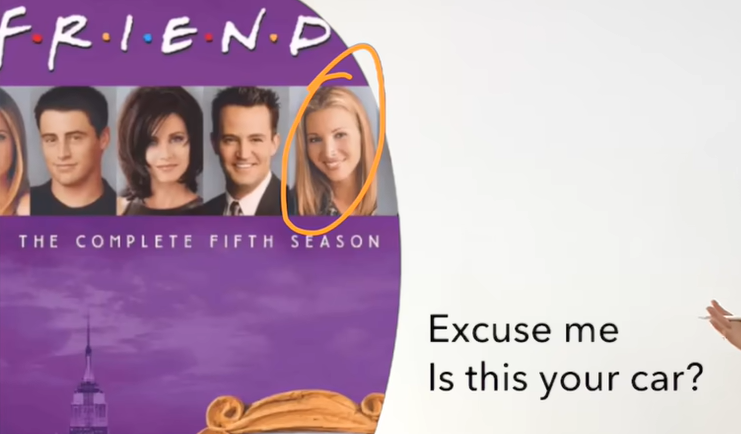 F·R·I·E·N·D
THE COMPLETE FIFTH SEASON
Excuse me
Is this your car?